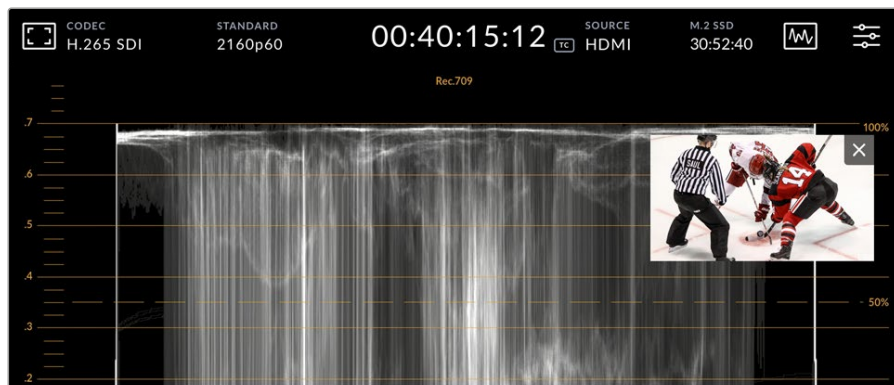 CODEC
H.265 SDI
STANDARD
2160p60
00:40:15:12
TC
SOURCE
HDMI
M.2 SSD
30:52:40
Rec.709
.7
100%
.6
.5
.4
50%
.3
.2
SAUL
14